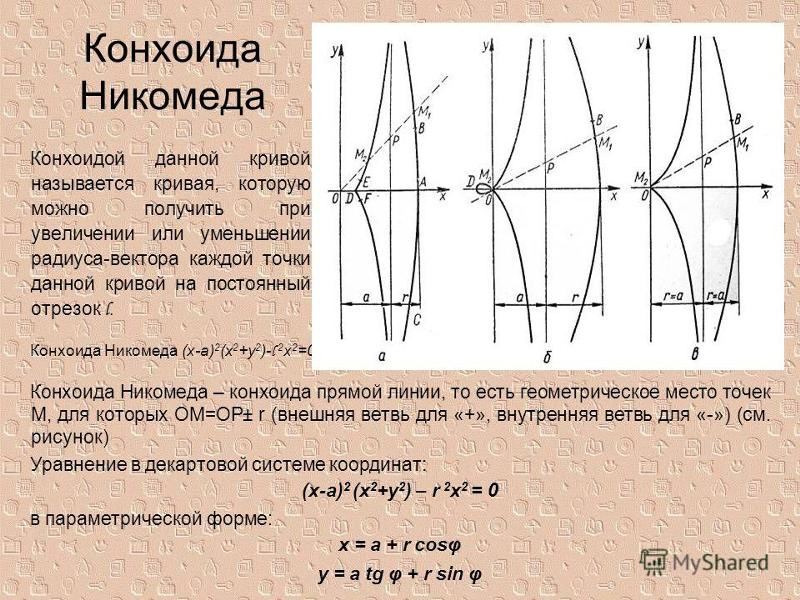 Конхоида
Никомеда
Конхоидой данной кривой
называется кривая, которую
можно получить при
увеличении или уменьшении
радиуса-вектора каждой точки
данной кривой на постоянный
отрезок r.
Конхоида Никомеда (x-a)²(x²+y²)-r²x²=0
y
M₁
B
P
M₂
E
A
O
D
F
x
a
r
C
а
y
B
M₁
P
M₂
D
O
x
a
r
б
y
B
M₁
P
M₂
O
x
r=a
r=a
в
Конхоида Никомеда – конхоида прямой линии, то есть геометрическое место точек
М, для которых OM=OP± r (внешняя ветвь для «+», внутренняя ветвь для «-») (см.
рисунок)
Уравнение в декартовой системе координат:
(x-a)² (x²+y²) – r ²x² = 0
в параметрической форме:
x = a + r cosφ
y = a tg φ + r sin φ
MyShared